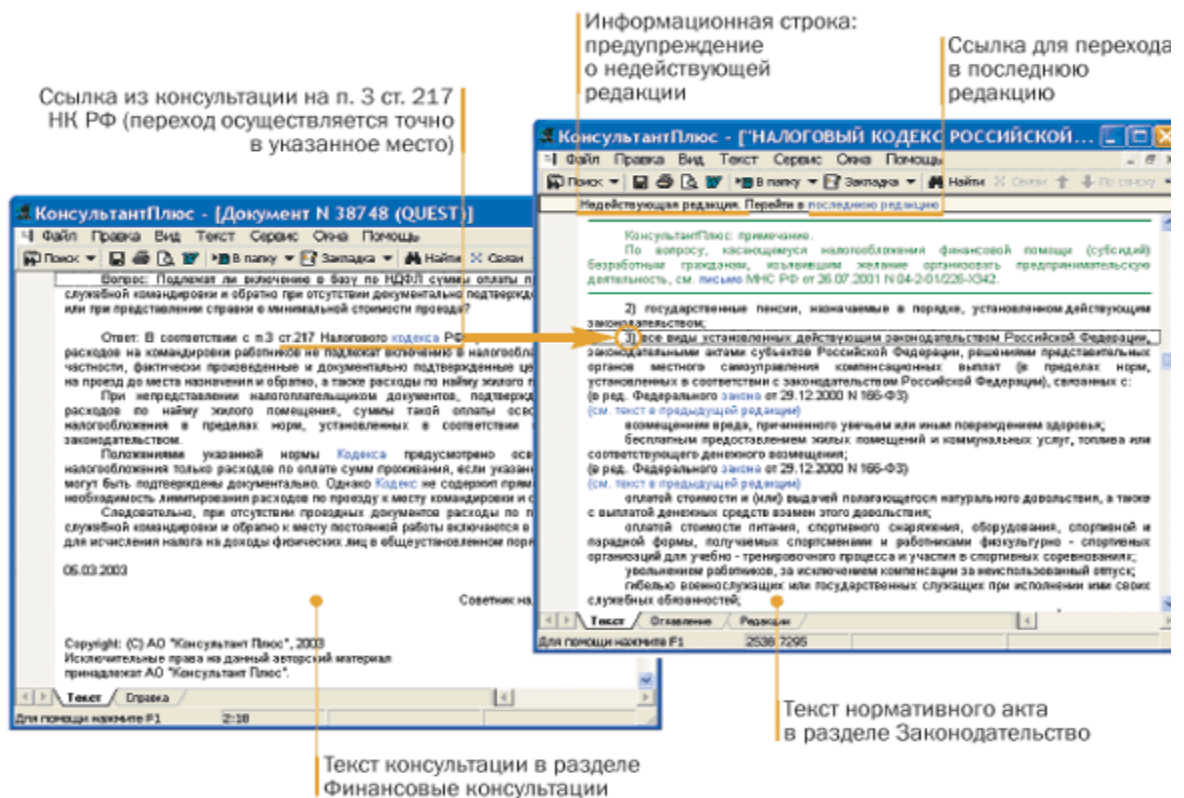 Информационная строка:
предупреждение
о недействующей
редакции
Ссылка для перехода
в последнюю
редакцию
Ссылка из консультации на п. 3 ст. 217
НК РФ (переход осуществляется точно
в указанное место)
КонсультантПлюс - [Документ N 38748 (QUEST)]
Файл Правка Вид Текст Сервис Окна Помощь
Поиск В папку Закладка Найти Связи
Вопрос: Подлежат ли включению в базу по НДФЛ суммы оплаты п
служебной командировки и обратно при отсутствии документально подтвержд
или при представлении справки о минимальной стоимости проезда?
Ответ: В соответствии с п.3 ст.217 Налогового кодекса РФ
расходов на командировки работников не подлежат включению в налогообла
частности, фактически произведенные и документально подтвержденные це
на проезд до места назначения и обратно, а также расходы по найму жилого п
При непредставлении налогоплательщиком документов, подтвержд
расходов по найму жилого помещения, суммы такой оплаты осво
налогообложения в пределах норм, установленных в соответствии
законодательством.
Положениями указанной нормы Кодекса предусмотрено осв
налогообложения только расходов по оплате сумм проживания, если указан
могут быть подтверждены документально. Однако Кодекс не содержит прям
необходимость лимитирования расходов по проезду к месту командировки и о
Следовательно, при отсутствии проездных документов расходы по п
служебной командировки и обратно к месту постоянной работы включаются в
для исчисления налога на доходы физических лиц в общеустановленном поря
05.03.2003
Советник на
Copyright: (C) АО "Консультант Плюс", 2003
Исключительные права на данный авторский материал
принадлежат АО "Консультант Плюс".
Текст Справка
Для помощи нажмите F1 2:18
КонсультантПлюс - ["НАЛОГОВЫЙ КОДЕКС РОССИЙСКОЙ...
Файл Правка Вид Текст Сервис Окна Помощь
Поиск В папку Закладка Найти Связи По списку
Недействующая редакция. Перейти в последнюю редакцию
КонсультантПлюс: примечание.
По вопросу, касающемуся налогообложения финансовой помощи (субсидий)
безработным гражданам, изъявившим желание организовать предпринимательскую
деятельность, см. письмо МНС РФ от 26.07.2001 N 04-2-01/226-Х342.
2) государственные пенсии, назначаемые в порядке, установленном действующим
законодательством;
3) все виды установленных действующим законодательством Российской Федерации,
законодательными актами субъектов Российской Федерации, решениями представительных
органов местного самоуправления компенсационных выплат (в пределах норм,
установленных в соответствии с законодательством Российской Федерации), связанных с:
(в ред. Федерального закона от 29.12.2000 N 166-ФЗ)
(см. текст в предыдущей редакции)
возмещением вреда, причиненного увечьем или иным повреждением здоровья;
бесплатным предоставлением жилых помещений и коммунальных услуг, топлива или
соответствующего денежного возмещения;
(в ред. Федерального закона от 29.12.2000 N 166-ФЗ)
(см. текст в предыдущей редакции)
оплатой стоимости и (или) выдачей полагающегося натурального довольствия, а также
с выплатой денежных средств взамен этого довольствия;
оплатой стоимости питания, спортивного снаряжения, оборудования, спортивной и
парадной формы, получаемых спортсменами и работниками физкультурно - спортивных
организаций для учебно - тренировочного процесса и участия в спортивных соревнованиях;
увольнением работников, за исключением компенсации за неиспользованный отпуск;
гибелью военнослужащих или государственных служащих при исполнении ими своих
служебных обязанностей;
Текст Оглавление Редакции
Для помощи нажмите F1 2538:7295
Текст нормативного акта
в разделе Законодательство
Текст консультации в разделе
Финансовые консультации